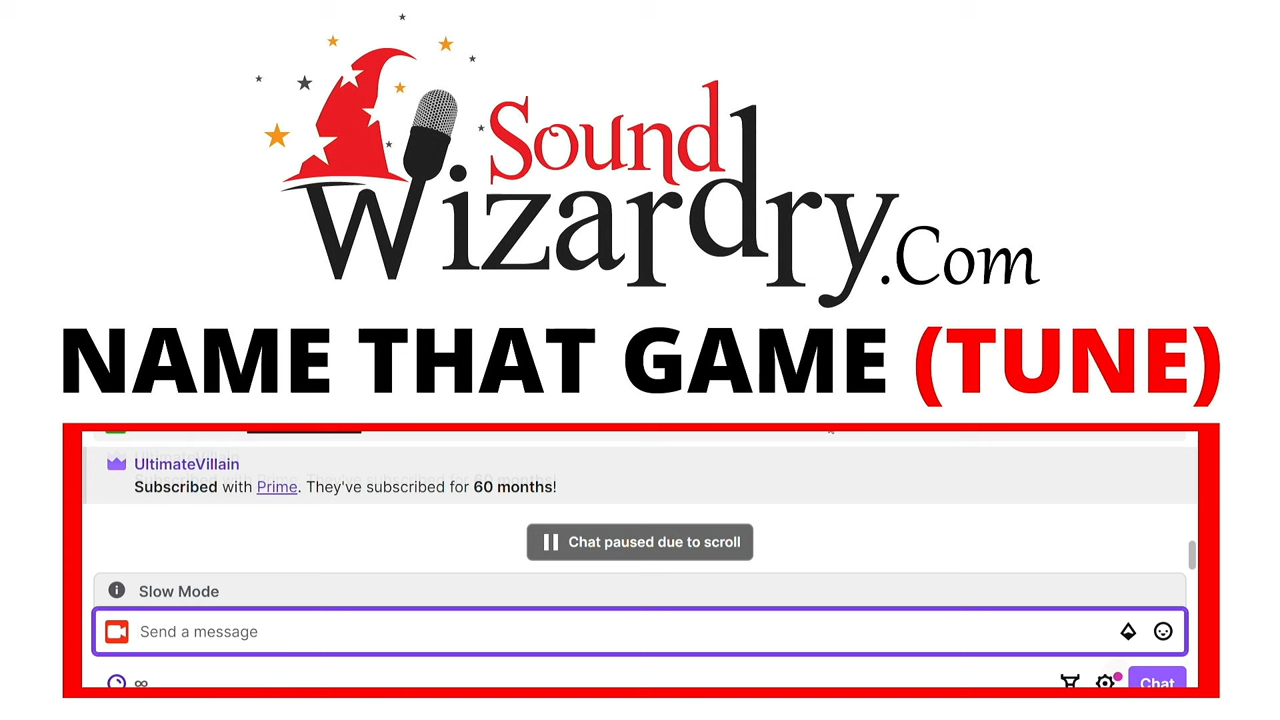 Sound
Wizardry.Com
NAME THAT GAME (TUNE)
UltimateVillain
Subscribed with Prime. They've subscribed for 60 months!
Chat paused due to scroll
Slow Mode
Send a message
∞
Chat